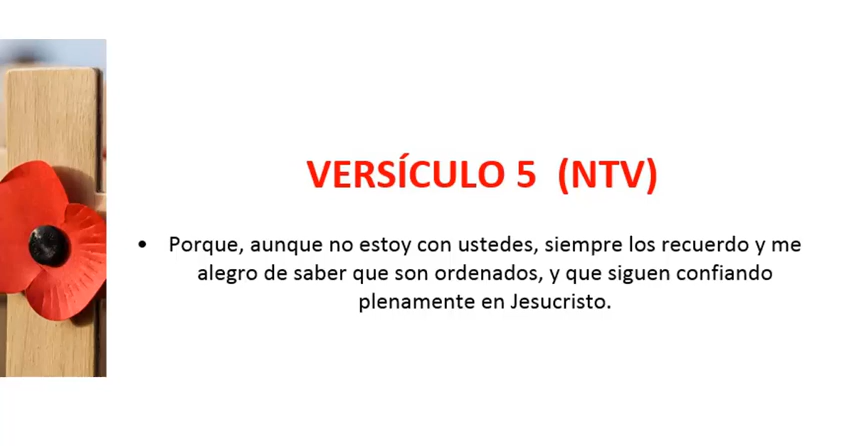 VERSÍCULO 5 (NTV)
• Porque, aunque no estoy con ustedes, siempre los recuerdo y me
alegro de saber que son ordenados, y que siguen confiando
plenamente en Jesucristo.